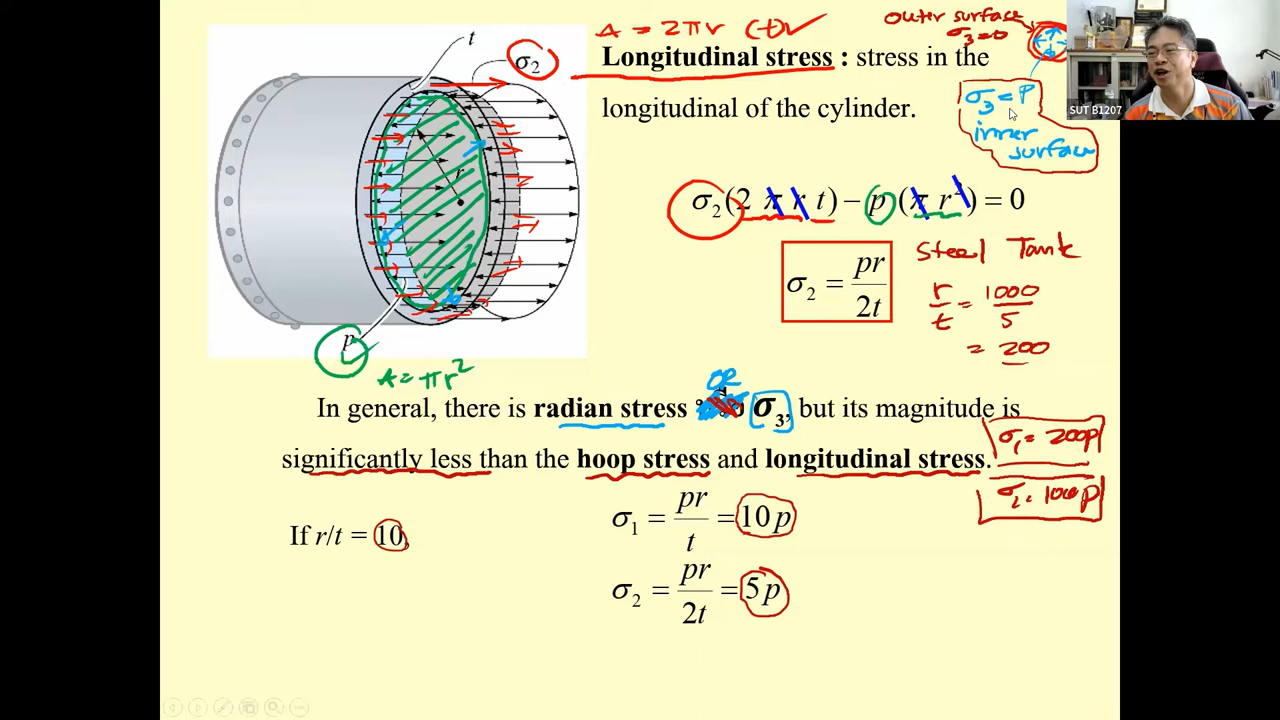 A = 2πr (t) ✓
outer surface
σ₃=0
t
σ₂
Longitudinal stress : stress in the
longitudinal of the cylinder.
σ₃ = P
inner
surface
SUT B1207
r
σ₂(2 π r t) − p (π r²) = 0
σ₂ = pr / 2t
Steel Tank
r/t = 1000/5
= 200
p
A = πr²
OR
In general, there is radian stress σ₃, but its magnitude is
significantly less than the hoop stress and longitudinal stress.
σ₁ = 200p
σ₂ = 100p
If r/t = 10,
σ₁ = pr/t = 10 p
σ₂ = pr/2t = 5 p